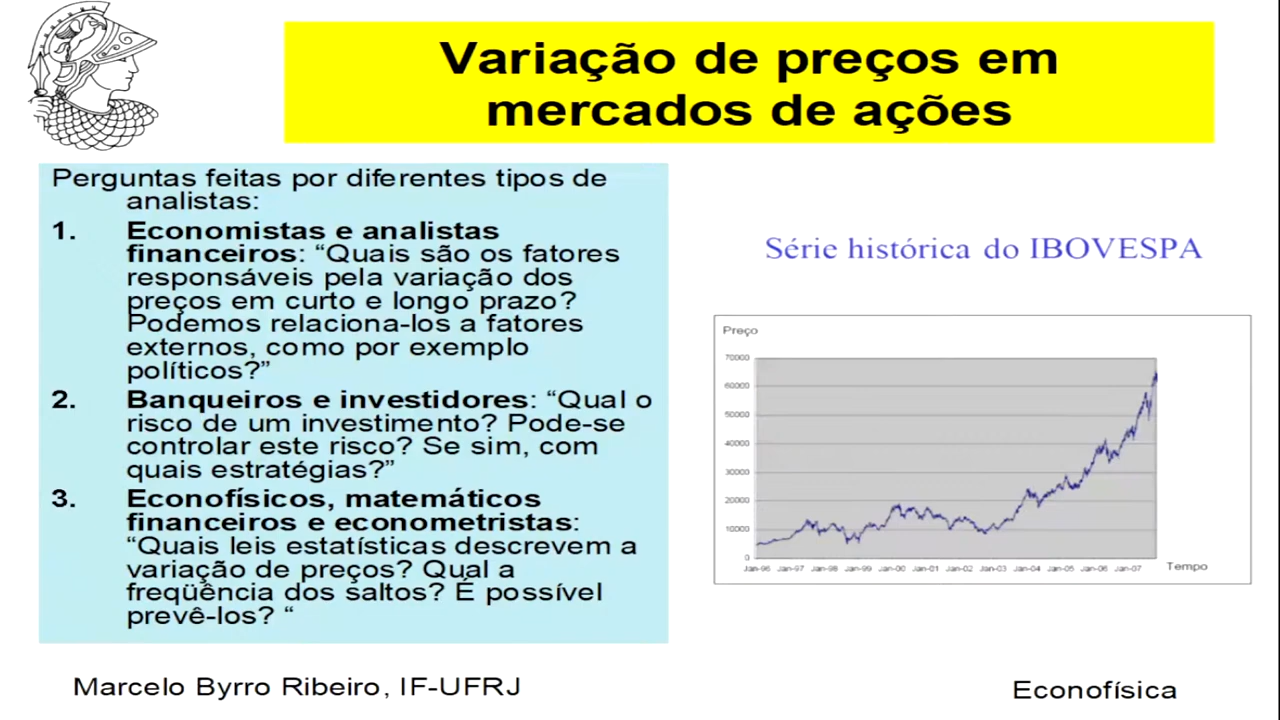 Variação de preços em
mercados de ações
Perguntas feitas por diferentes tipos de
analistas:
1. Economistas e analistas
financeiros: “Quais são os fatores
responsáveis pela variação dos
preços em curto e longo prazo?
Podemos relaciona-los a fatores
externos, como por exemplo
políticos?”
2. Banqueiros e investidores: “Qual o
risco de um investimento? Pode-se
controlar este risco? Se sim, com
quais estratégias?”
3. Econofísicos, matemáticos
financeiros e econometristas:
“Quais leis estatísticas descrevem a
variação de preços? Qual a
freqüência dos saltos? É possível
prevê-los? “
Série histórica do IBOVESPA
Preço
70000
60000
50000
40000
30000
20000
10000
0
Jan-96 Jan-97 Jan-98 Jan-99 Jan-00 Jan-01 Jan-02 Jan-03 Jan-04 Jan-05 Jan-06 Jan-07
Tempo
Marcelo Byrro Ribeiro, IF-UFRJ
Econofísica